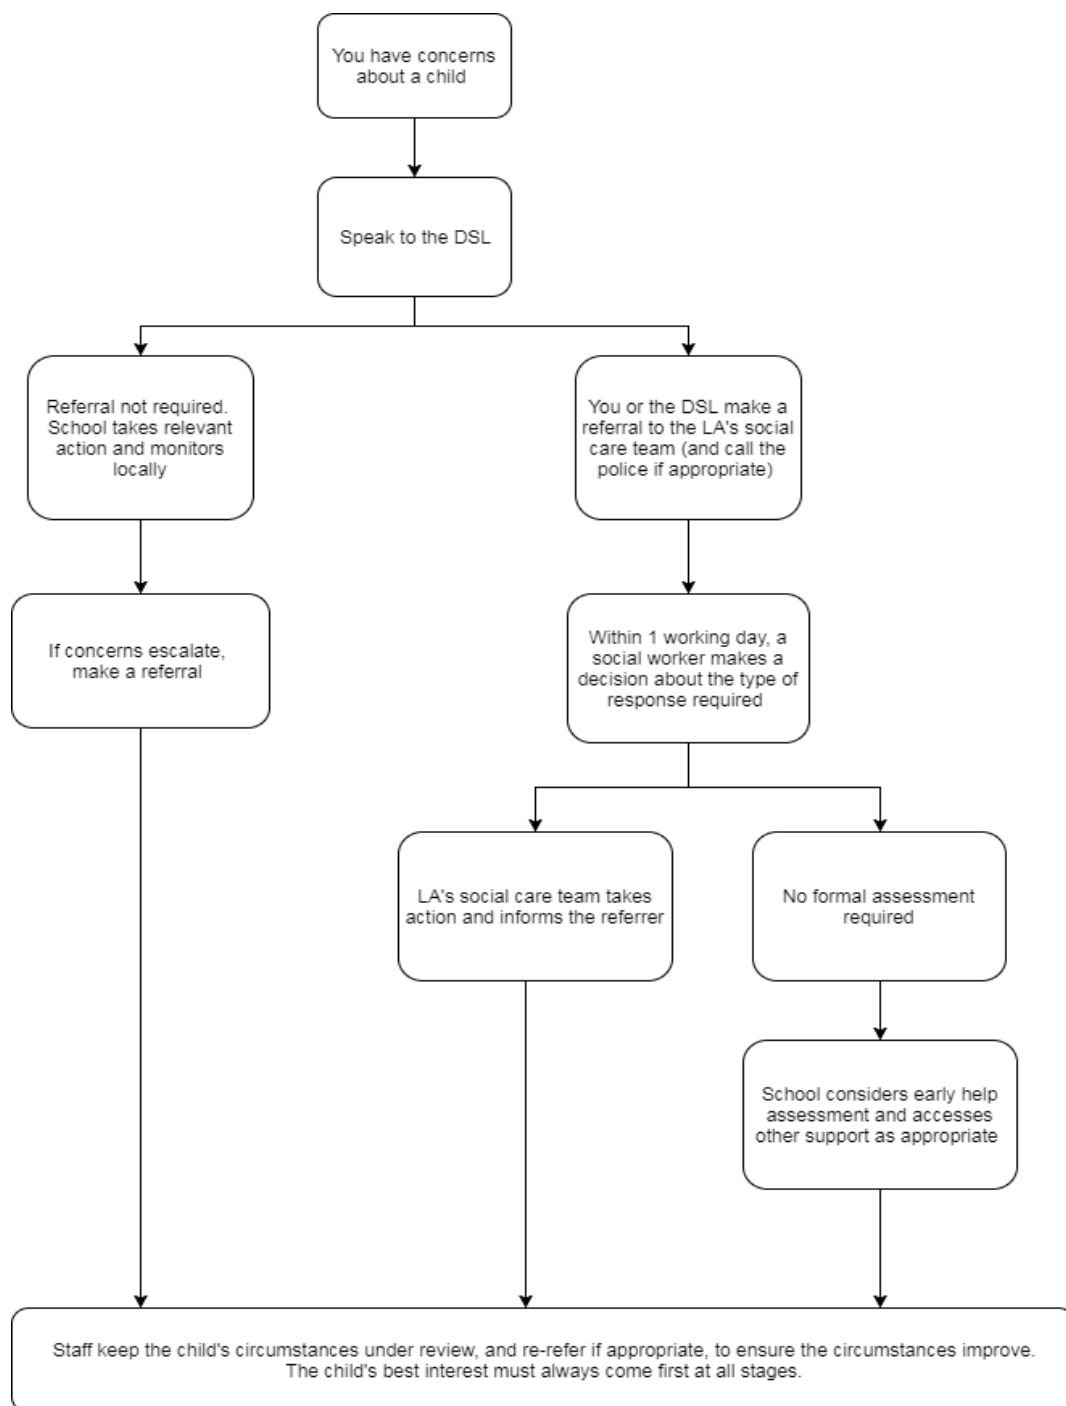 You have concerns
about a child
Speak to the DSL
Referral not required.
School takes relevant
action and monitors
locally
You or the DSL make a
referral to the LA's social
care team (and call the
police if appropriate)
If concerns escalate,
make a referral
Within 1 working day, a
social worker makes a
decision about the type of
response required
LA's social care team takes
action and informs the referrer
No formal assessment
required
School considers early help
assessment and accesses
other support as appropriate
Staff keep the child's circumstances under review, and re-refer if appropriate, to ensure the circumstances improve.
The child's best interest must always come first at all stages.